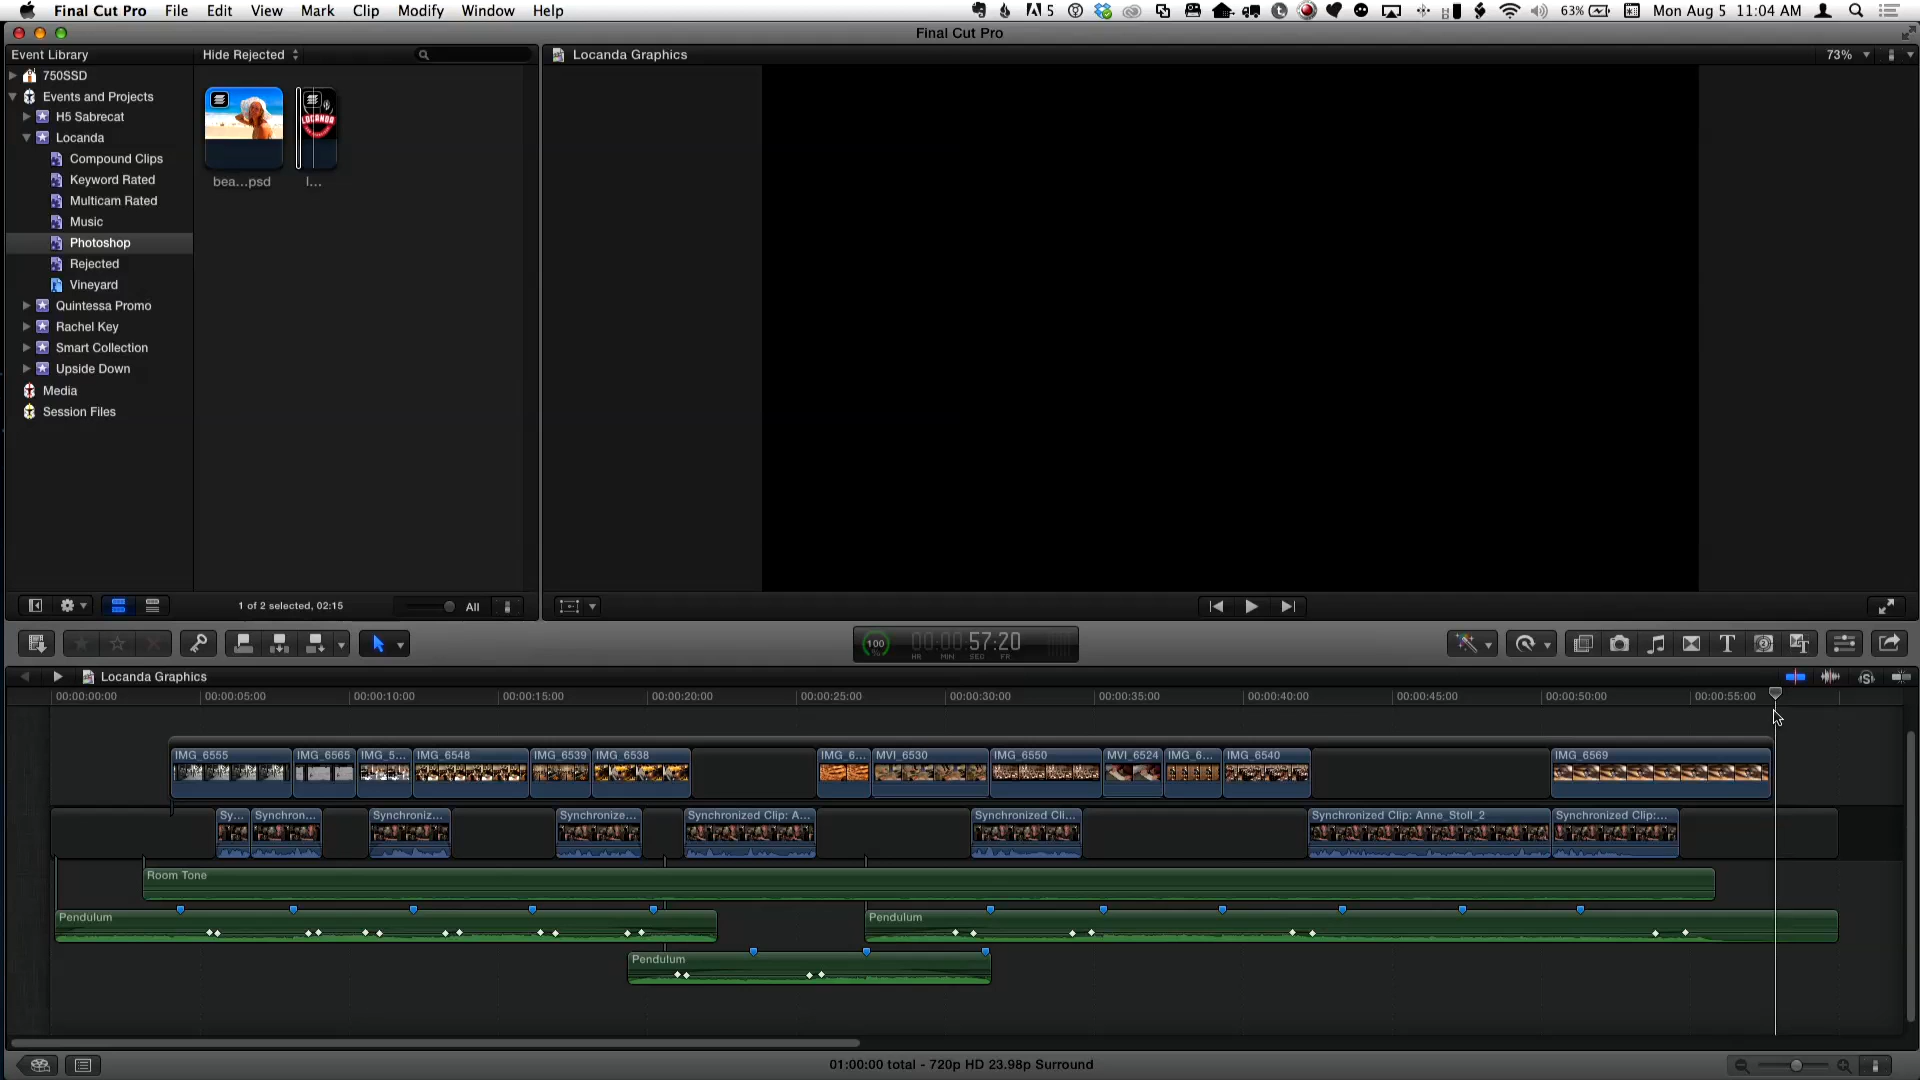 Final Cut Pro File Edit View Mark Clip Modify Window Help 5 63% Mon Aug 5 11:04 AM
Final Cut Pro
Event Library Hide Rejected Locanda Graphics 73%
750SSD
Events and Projects
H5 Sabrecat
Locanda
Compound Clips
Keyword Rated
Multicam Rated
Music
Photoshop
Rejected
Vineyard
Quintessa Promo
Rachel Key
Smart Collection
Upside Down
Media
Session Files
LOCANDA
bea...psd l...
1 of 2 selected, 02:15 All
100 % 00:00:57:20
HR MIN SEC FR
Locanda Graphics
00:00:00:00 00:00:05:00 00:00:10:00 00:00:15:00 00:00:20:00 00:00:25:00 00:00:30:00 00:00:35:00 00:00:40:00 00:00:45:00 00:00:50:00 00:00:55:00
IMG_6555 IMG_6565 IMG_5... IMG_6548 IMG_6539 IMG_6538 IMG_6... MVI_6530 IMG_6550 MVI_6524 IMG_6... IMG_6540 IMG_6569
Sy... Synchron... Synchroniz... Synchronize... Synchronized Clip: A... Synchronized Cli... Synchronized Clip: Anne_Stoll_2 Synchronized Clip:...
Room Tone
Pendulum Pendulum
Pendulum
01:00:00 total - 720p HD 23.98p Surround